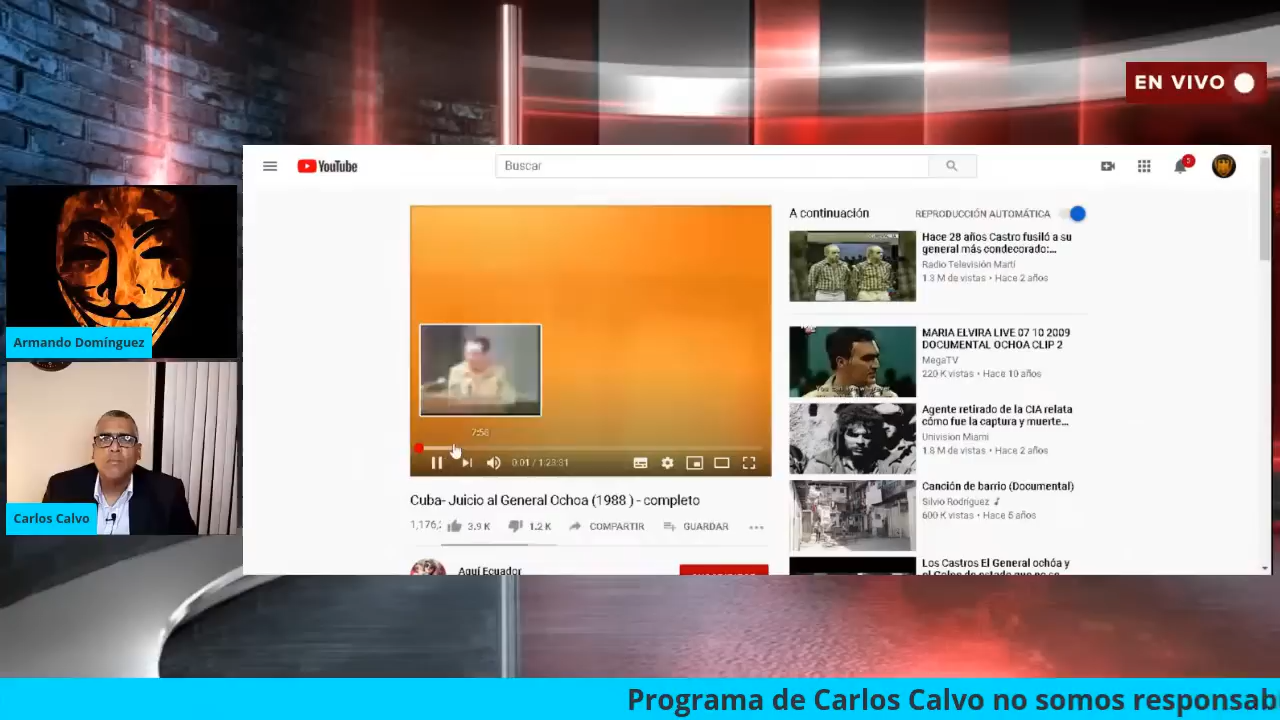 EN VIVO
YouTube
Buscar
5
Armando Domínguez
Carlos Calvo
7:56
0:01 / 1:23:31
Cuba- Juicio al General Ochoa (1988 ) - completo
1,176,
3.9 K
1.2 K
COMPARTIR
GUARDAR
Aquí Ecuador
A continuación
REPRODUCCIÓN AUTOMÁTICA
Hace 28 años Castro fusiló a su
general más condecorado:...
Radio Televisión Martí
1.3 M de vistas • Hace 2 años
MARIA ELVIRA LIVE 07 10 2009
DOCUMENTAL OCHOA CLIP 2
MegaTV
220 K vistas • Hace 10 años
Agente retirado de la CIA relata
cómo fue la captura y muerte...
Univision Miami
1.8 M de vistas • Hace 2 años
Canción de barrio (Documental)
Silvio Rodríguez
600 K vistas • Hace 5 años
Los Castros El General ochóa y
Programa de Carlos Calvo no somos responsab